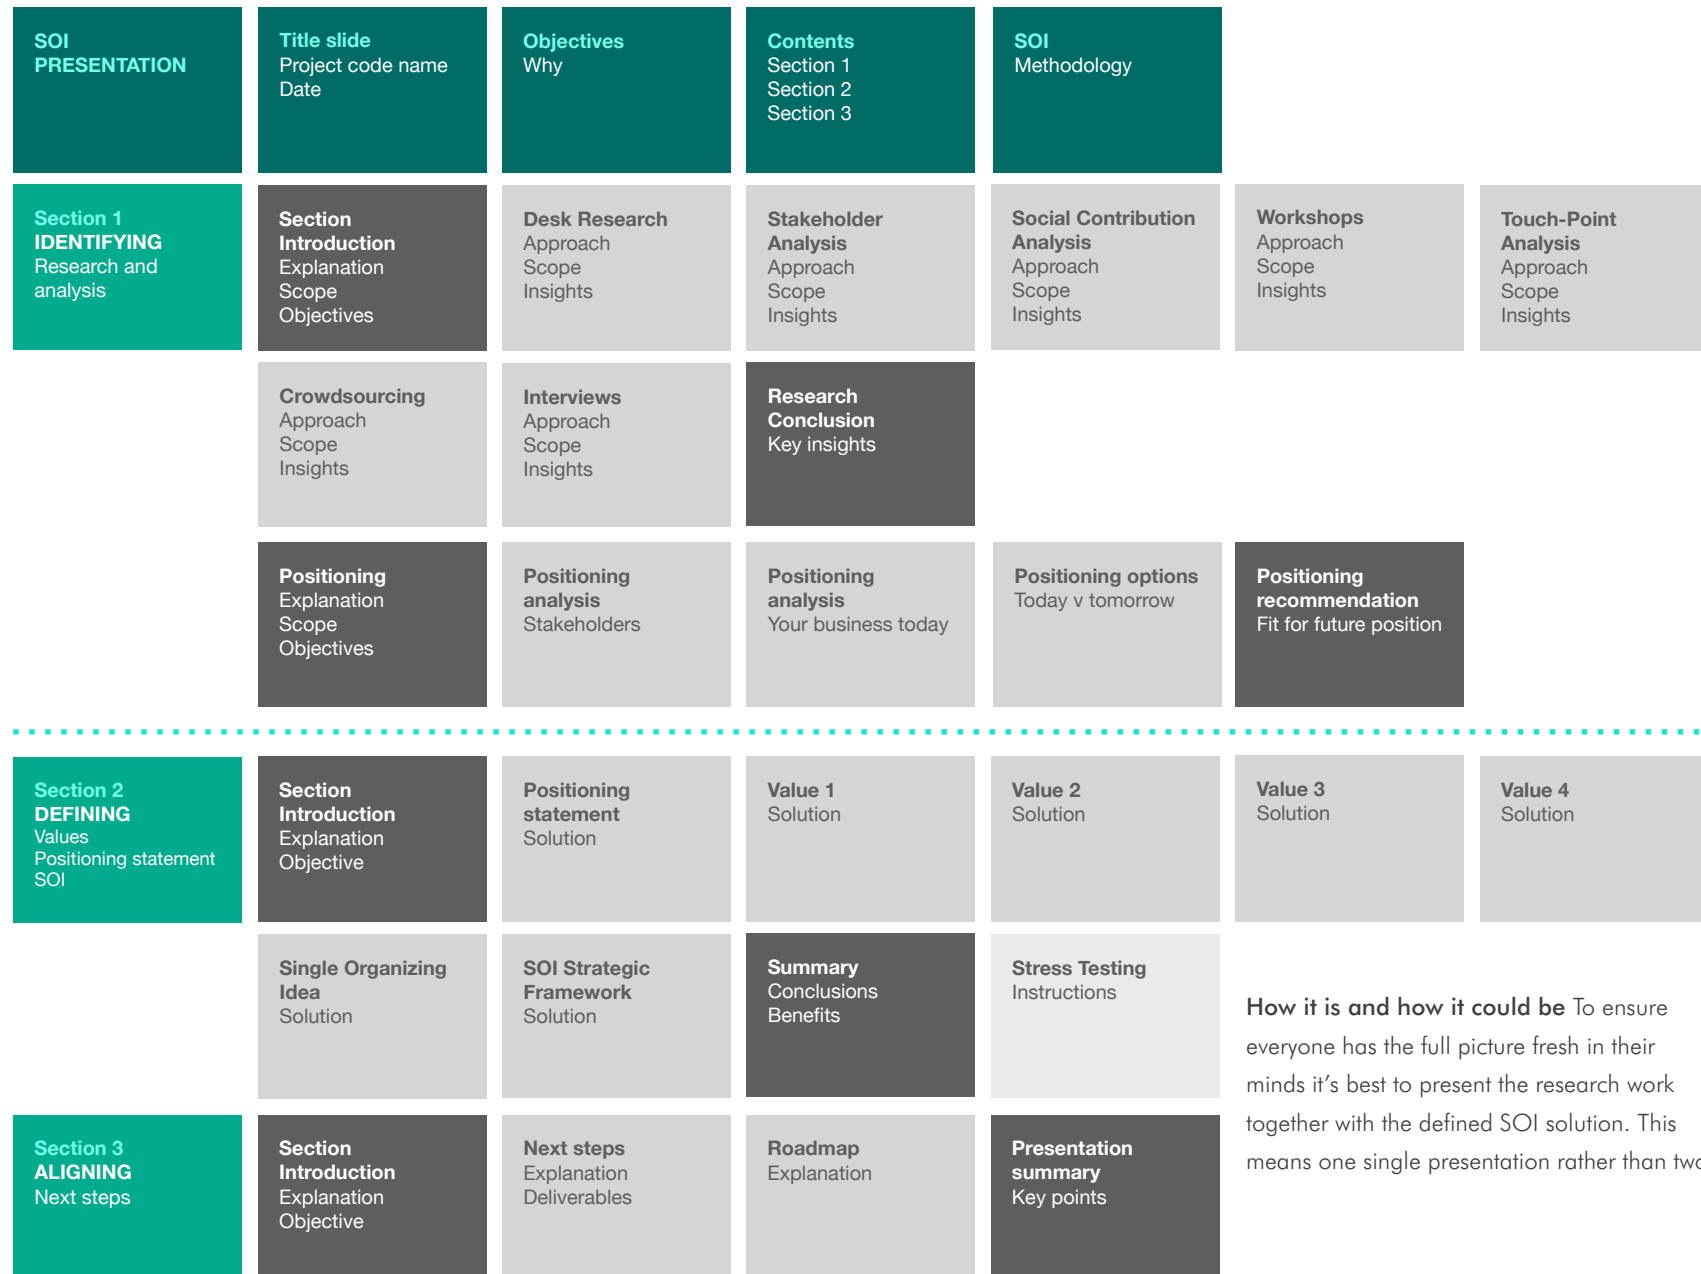 SOI
PRESENTATION
Title slide
Project code name
Date
Objectives
Why
Contents
Section 1
Section 2
Section 3
SOI
Methodology
Section 1
IDENTIFYING
Research and
analysis
Section
Introduction
Explanation
Scope
Objectives
Desk Research
Approach
Scope
Insights
Stakeholder
Analysis
Approach
Scope
Insights
Social Contribution
Analysis
Approach
Scope
Insights
Workshops
Approach
Scope
Insights
Touch-Point
Analysis
Approach
Scope
Insights
Crowdsourcing
Approach
Scope
Insights
Interviews
Approach
Scope
Insights
Research
Conclusion
Key insights
Positioning
Explanation
Scope
Objectives
Positioning
analysis
Stakeholders
Positioning
analysis
Your business today
Positioning options
Today v tomorrow
Positioning
recommendation
Fit for future position
Section 2
DEFINING
Values
Positioning statement
SOI
Section
Introduction
Explanation
Objective
Positioning
statement
Solution
Value 1
Solution
Value 2
Solution
Value 3
Solution
Value 4
Solution
Single Organizing
Idea
Solution
SOI Strategic
Framework
Solution
Summary
Conclusions
Benefits
Stress Testing
Instructions
How it is and how it could be To ensure
everyone has the full picture fresh in their
minds it's best to present the research work
together with the defined SOI solution. This
means one single presentation rather than two
Section 3
ALIGNING
Next steps
Section
Introduction
Explanation
Objective
Next steps
Explanation
Deliverables
Roadmap
Explanation
Presentation
summary
Key points